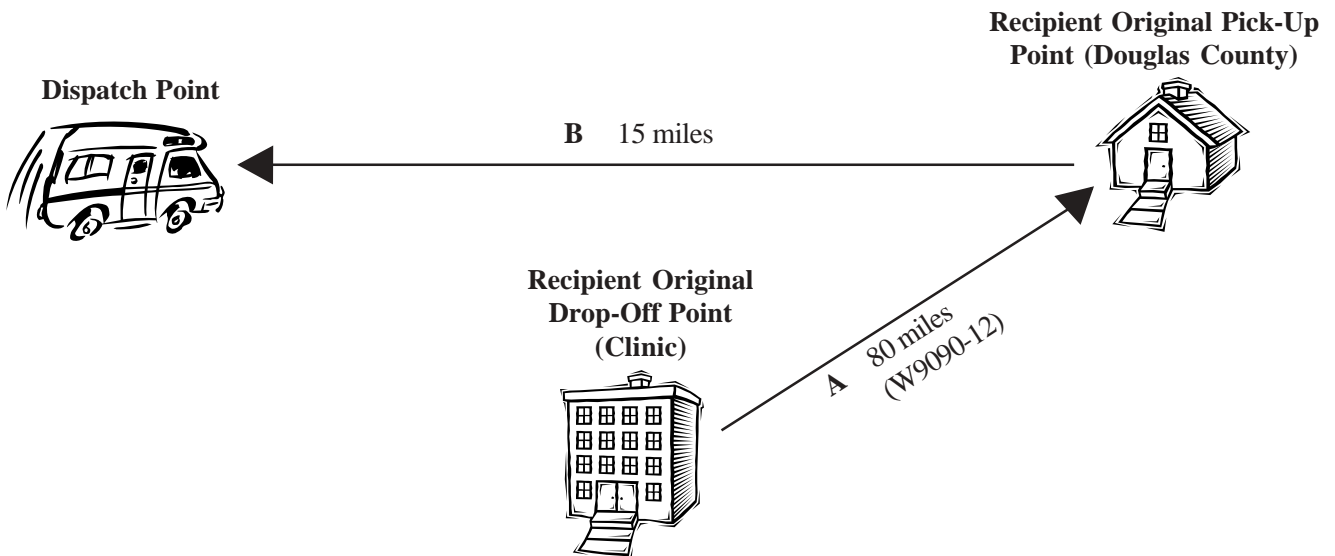 Recipient Original Pick-Up
Point (Douglas County)
Dispatch Point
B 15 miles
Recipient Original
Drop-Off Point
(Clinic)
A 80 miles
(W9090-12)